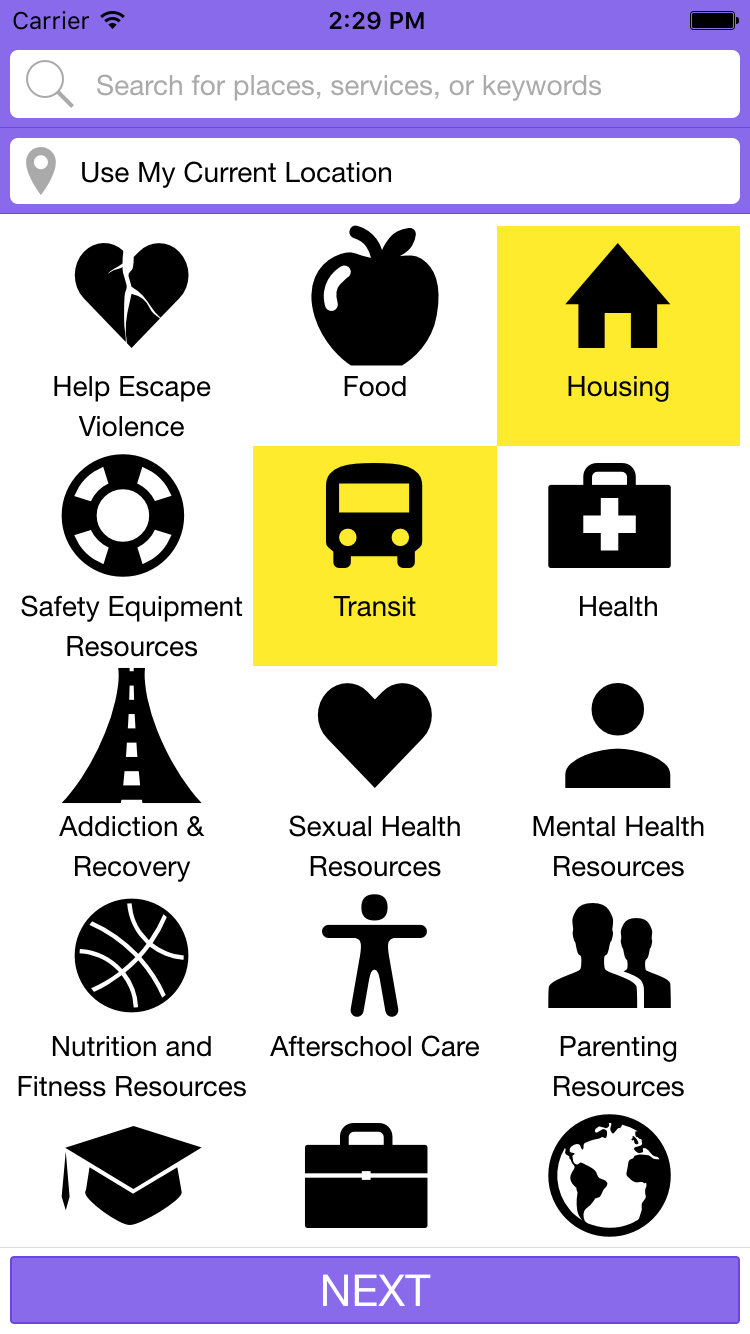 Carrier 2:29 PM
Search for places, services, or keywords
Use My Current Location
Help Escape
Violence
Food
Housing
Safety Equipment
Resources
Transit
Health
Addiction &
Recovery
Sexual Health
Resources
Mental Health
Resources
Nutrition and
Fitness Resources
Afterschool Care
Parenting
Resources
NEXT